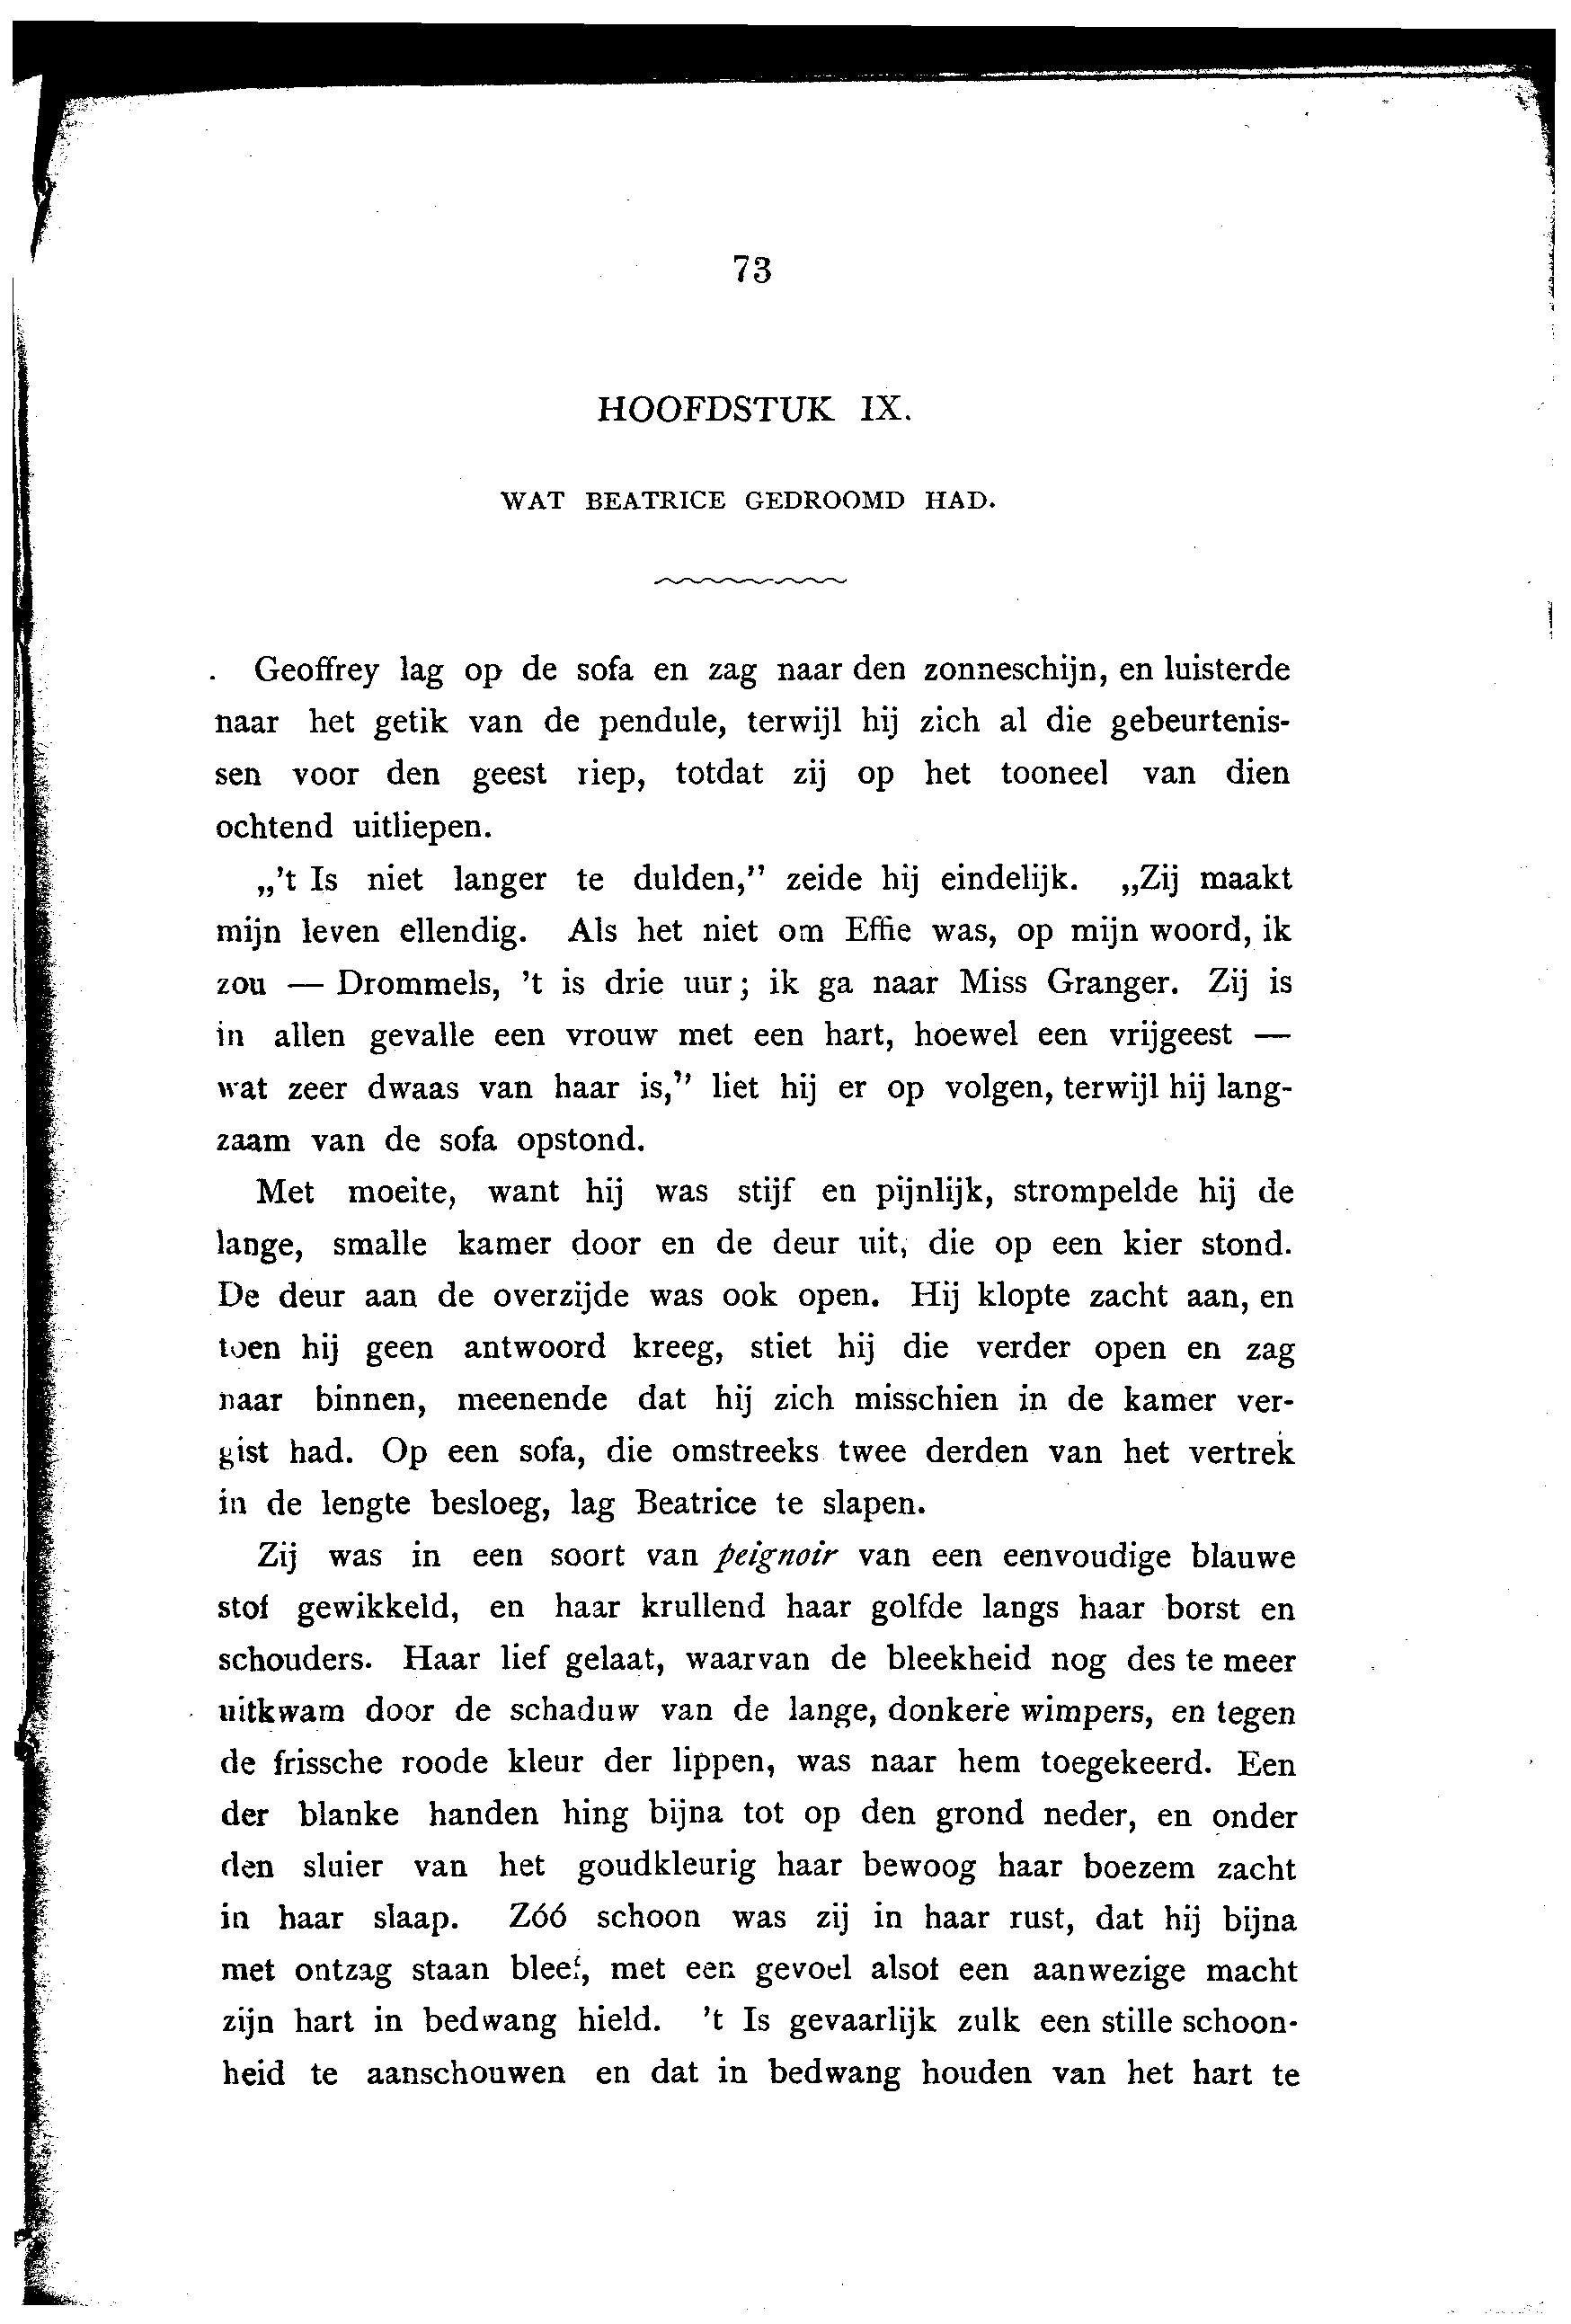 73
HOOFDSTUK IX.
WAT BEATRICE GEDROOMD HAD.
Geoffrey lag op de sofa en zag naar den zonneschijn, en luisterde
naar het getik van de pendule, terwijl hij zich al die gebeurtenis-
sen voor den geest riep, totdat zij op het tooneel van dien
ochtend uitliepen.
„'t Is niet langer te dulden,” zeide hij eindelijk. „Zij maakt
mijn leven ellendig. Als het niet om Effie was, op mijn woord, ik
zou — Drommels, 't is drie uur; ik ga naar Miss Granger. Zij is
in allen gevalle een vrouw met een hart, hoewel een vrijgeest —
wat zeer dwaas van haar is,” liet hij er op volgen, terwijl hij lang-
zaam van de sofa opstond.
Met moeite, want hij was stijf en pijnlijk, strompelde hij de
lange, smalle kamer door en de deur uit, die op een kier stond.
De deur aan de overzijde was ook open. Hij klopte zacht aan, en
toen hij geen antwoord kreeg, stiet hij die verder open en zag
naar binnen, meenende dat hij zich misschien in de kamer ver-
gist had. Op een sofa, die omstreeks twee derden van het vertrek
in de lengte besloeg, lag Beatrice te slapen.
Zij was in een soort van peignoir van een eenvoudige blauwe
stof gewikkeld, en haar krullend haar golfde langs haar borst en
schouders. Haar lief gelaat, waarvan de bleekheid nog des te meer
uitkwam door de schaduw van de lange, donkere wimpers, en tegen
de frissche roode kleur der lippen, was naar hem toegekeerd. Een
der blanke handen hing bijna tot op den grond neder, en onder
den sluier van het goudkleurig haar bewoog haar boezem zacht
in haar slaap. Zóó schoon was zij in haar rust, dat hij bijna
met ontzag staan bleef, met een gevoel alsof een aanwezige macht
zijn hart in bedwang hield. 't Is gevaarlijk zulk een stille schoon-
heid te aanschouwen en dat in bedwang houden van het hart te